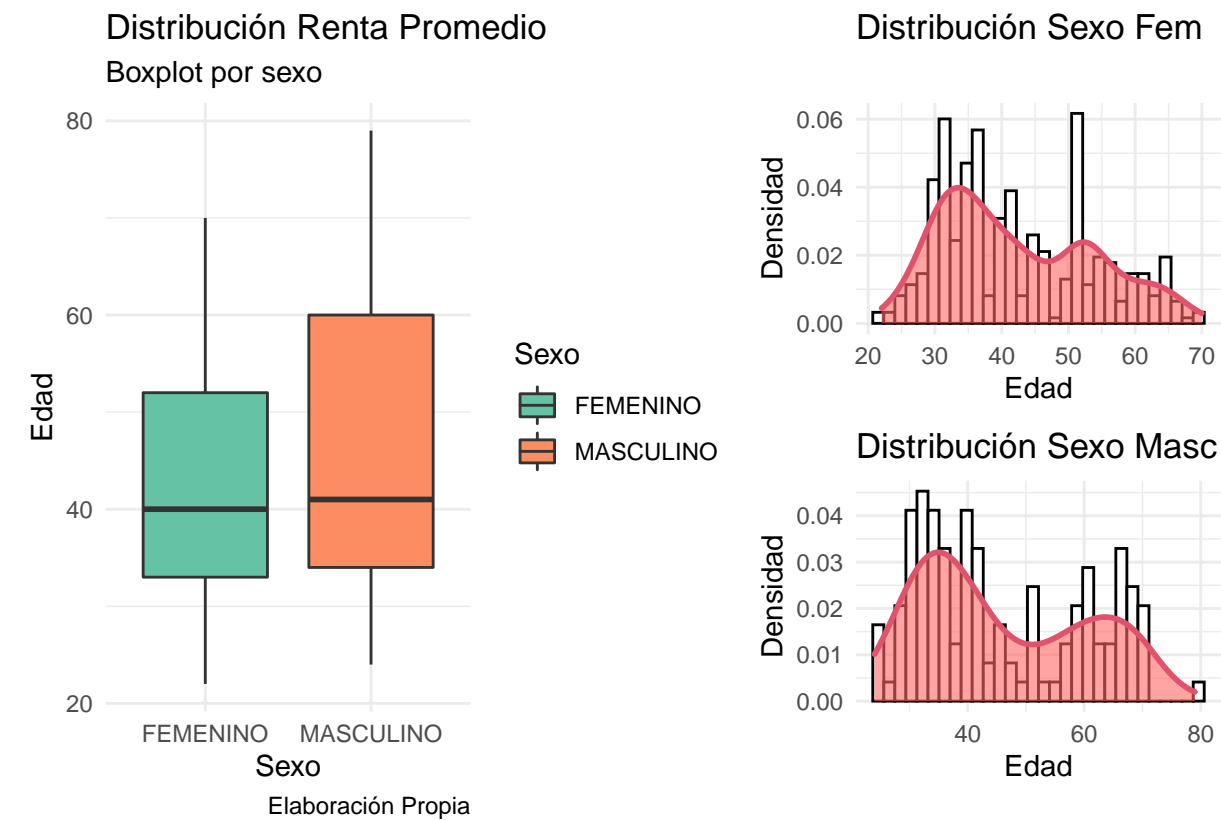 Distribución Renta Promedio
Boxplot por sexo
80
60
40
20
Edad
FEMENINO MASCULINO
Sexo
Elaboración Propia
Sexo
FEMENINO
MASCULINO
Distribución Sexo Fem
0.06
0.04
0.02
0.00
Densidad
20 30 40 50 60 70
Edad
Distribución Sexo Masc
0.04
0.03
0.02
0.01
0.00
Densidad
40 60 80
Edad